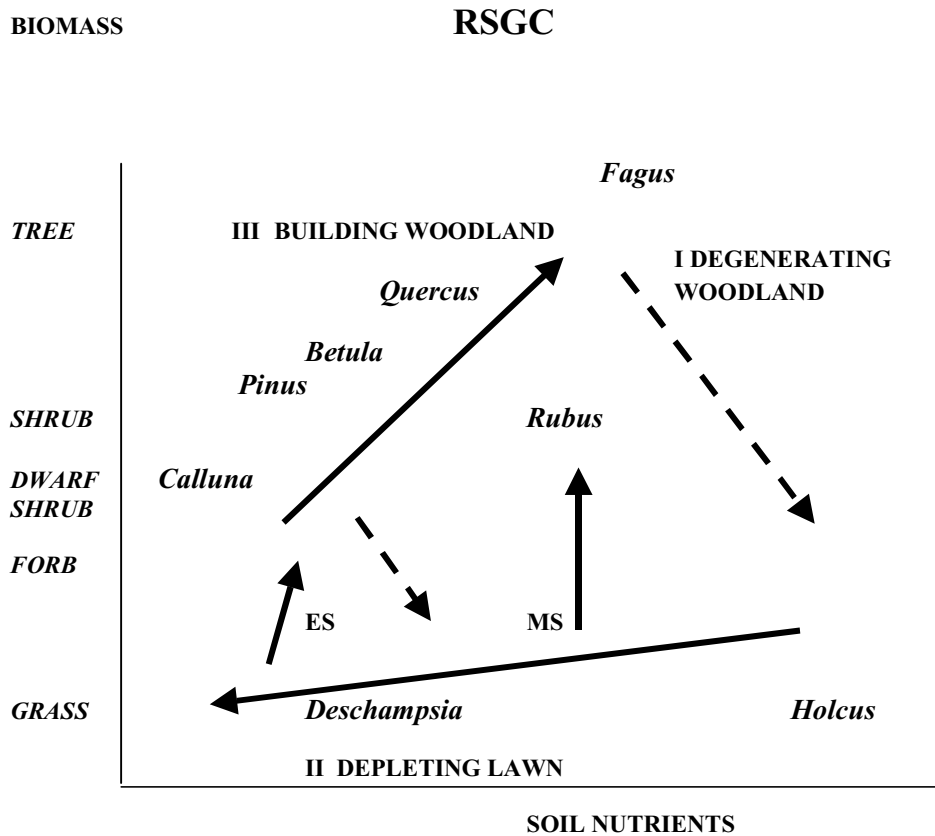 BIOMASS
RSGC
Fagus
TREE
III BUILDING WOODLAND
I DEGENERATING
WOODLAND
Quercus
Betula
Pinus
SHRUB
Rubus
DWARF
SHRUB
Calluna
FORB
ES
MS
GRASS
Deschampsia
Holcus
II DEPLETING LAWN
SOIL NUTRIENTS